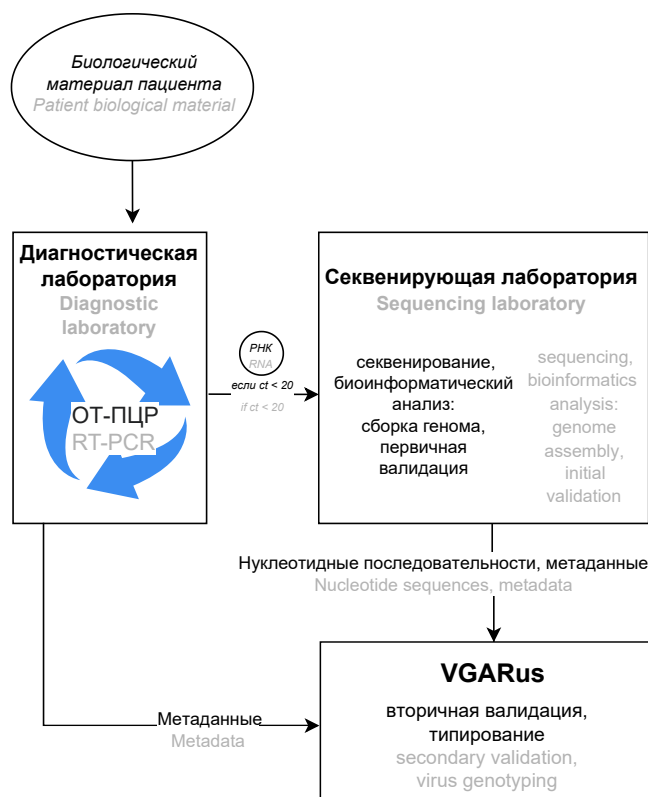 Биологический
материал пациента
Patient biological material
Диагностическая
лаборатория
Diagnostic
laboratory
ОТ-ПЦР
RT-PCR
РНК
RNA
если ct < 20
if ct < 20
Секвенирующая лаборатория
Sequencing laboratory
секвенирование,
биоинформатический
анализ:
сборка генома,
первичная
валидация
sequencing,
bioinformatics
analysis:
genome
assembly,
initial
validation
Нуклеотидные последовательности, метаданные
Nucleotide sequences, metadata
Метаданные
Metadata
VGARus
вторичная валидация,
типирование
secondary validation,
virus genotyping